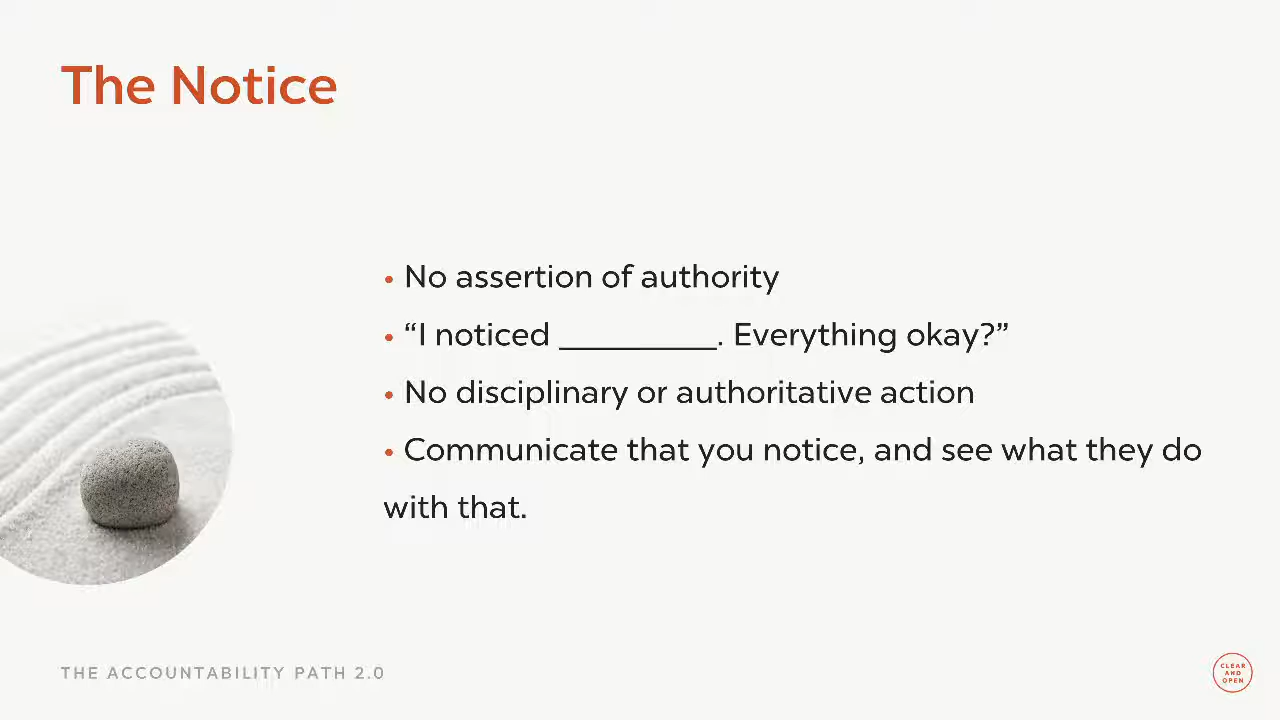 The Notice
• No assertion of authority
• “I noticed __________. Everything okay?”
• No disciplinary or authoritative action
• Communicate that you notice, and see what they do
with that.
THE ACCOUNTABILITY PATH 2.0
CLEAR
AND
OPEN